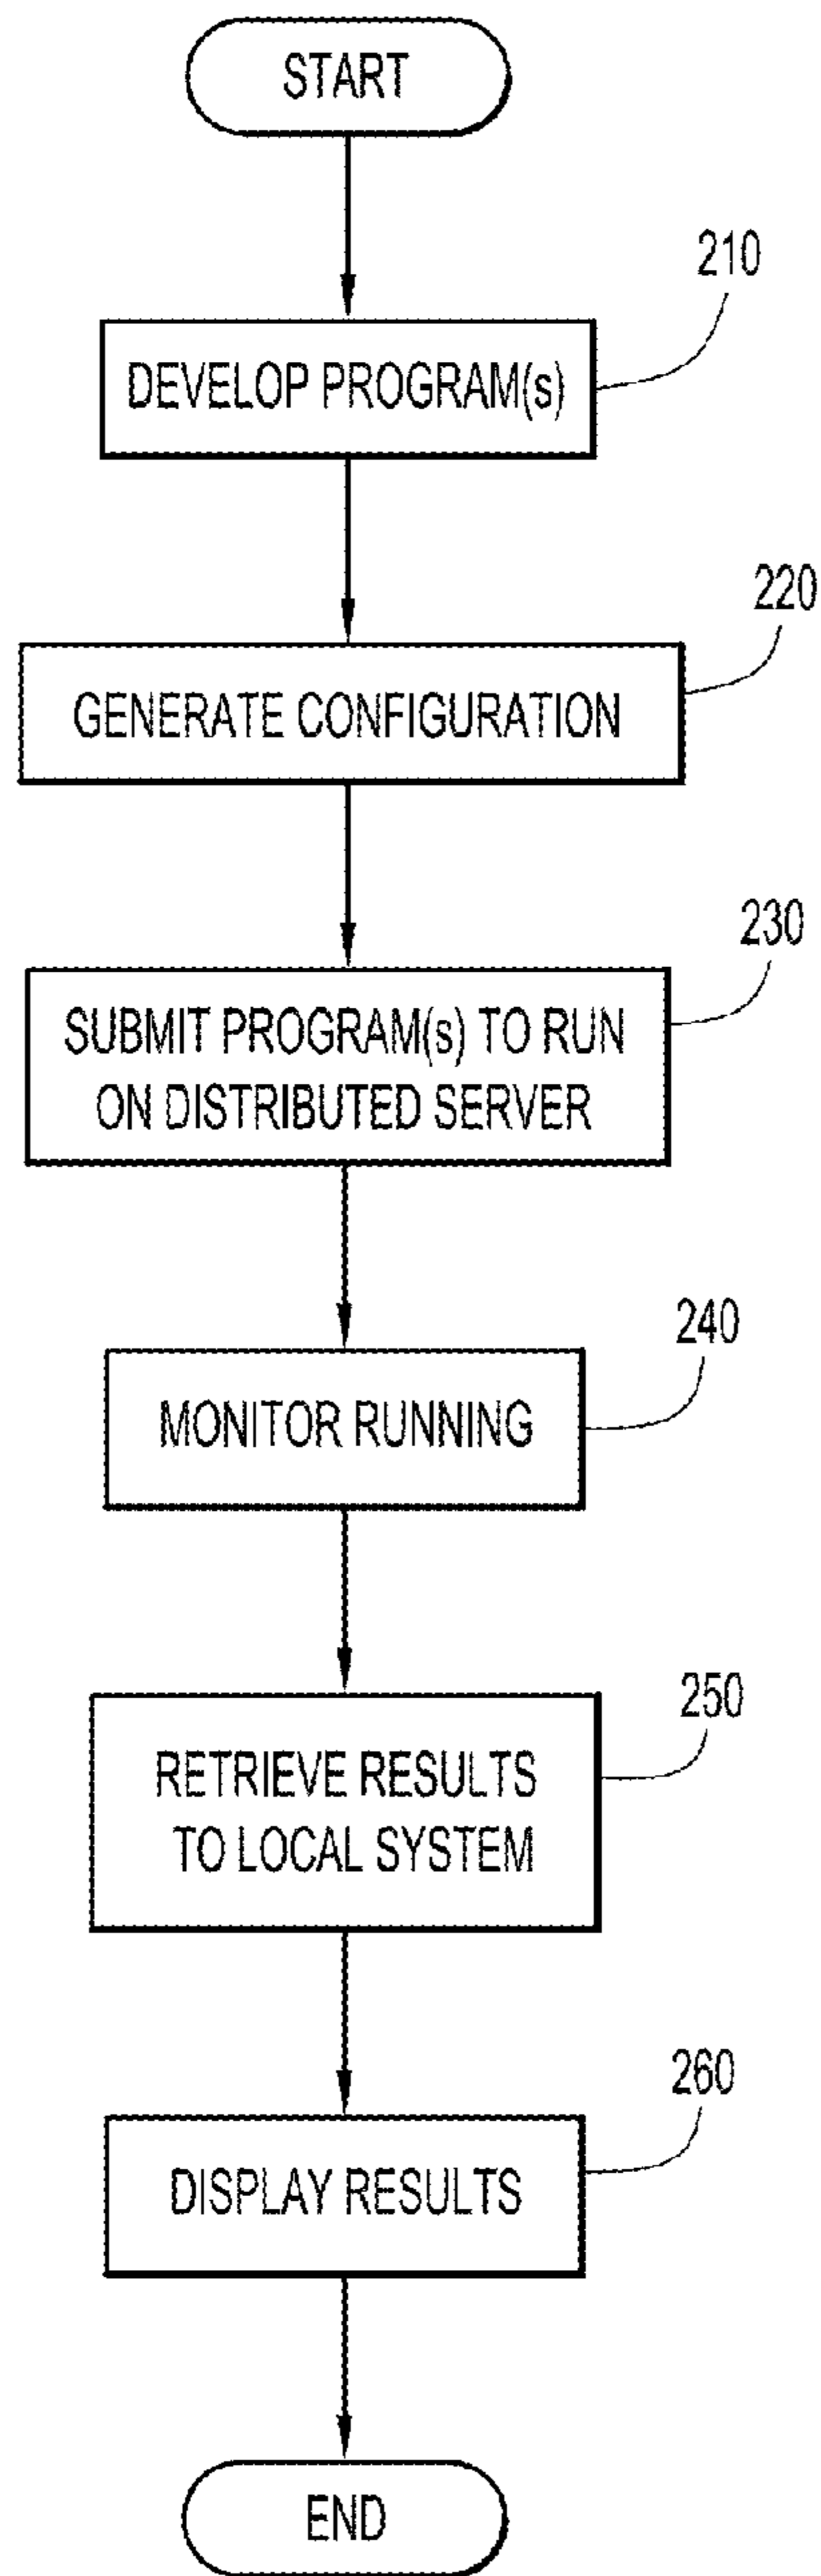 START
210
DEVELOP PROGRAM(s)
220
GENERATE CONFIGURATION
230
SUBMIT PROGRAM(s) TO RUN
ON DISTRIBUTED SERVER
240
MONITOR RUNNING
250
RETRIEVE RESULTS
TO LOCAL SYSTEM
260
DISPLAY RESULTS
END